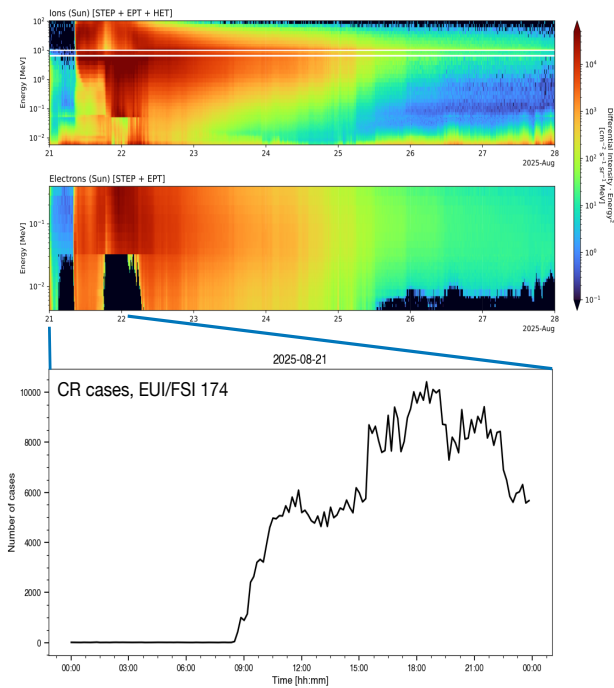 Ions (Sun) [STEP + EPT + HET]
Energy [MeV]
10² 10¹ 10⁰ 10⁻¹ 10⁻²
21 22 23 24 25 26 27 28
2025-Aug
Electrons (Sun) [STEP + EPT]
Energy [MeV]
10⁻¹ 10⁻²
21 22 23 24 25 26 27 28
2025-Aug
10⁴ 10³ 10² 10¹ 10⁰ 10⁻¹
Differential Intensity · Energy²
[cm⁻² s⁻¹ sr⁻¹ MeV]
2025-08-21
CR cases, EUI/FSI 174
Number of cases
10000
8000
6000
4000
2000
0
00:00 03:00 06:00 09:00 12:00 15:00 18:00 21:00 00:00
Time [hh:mm]